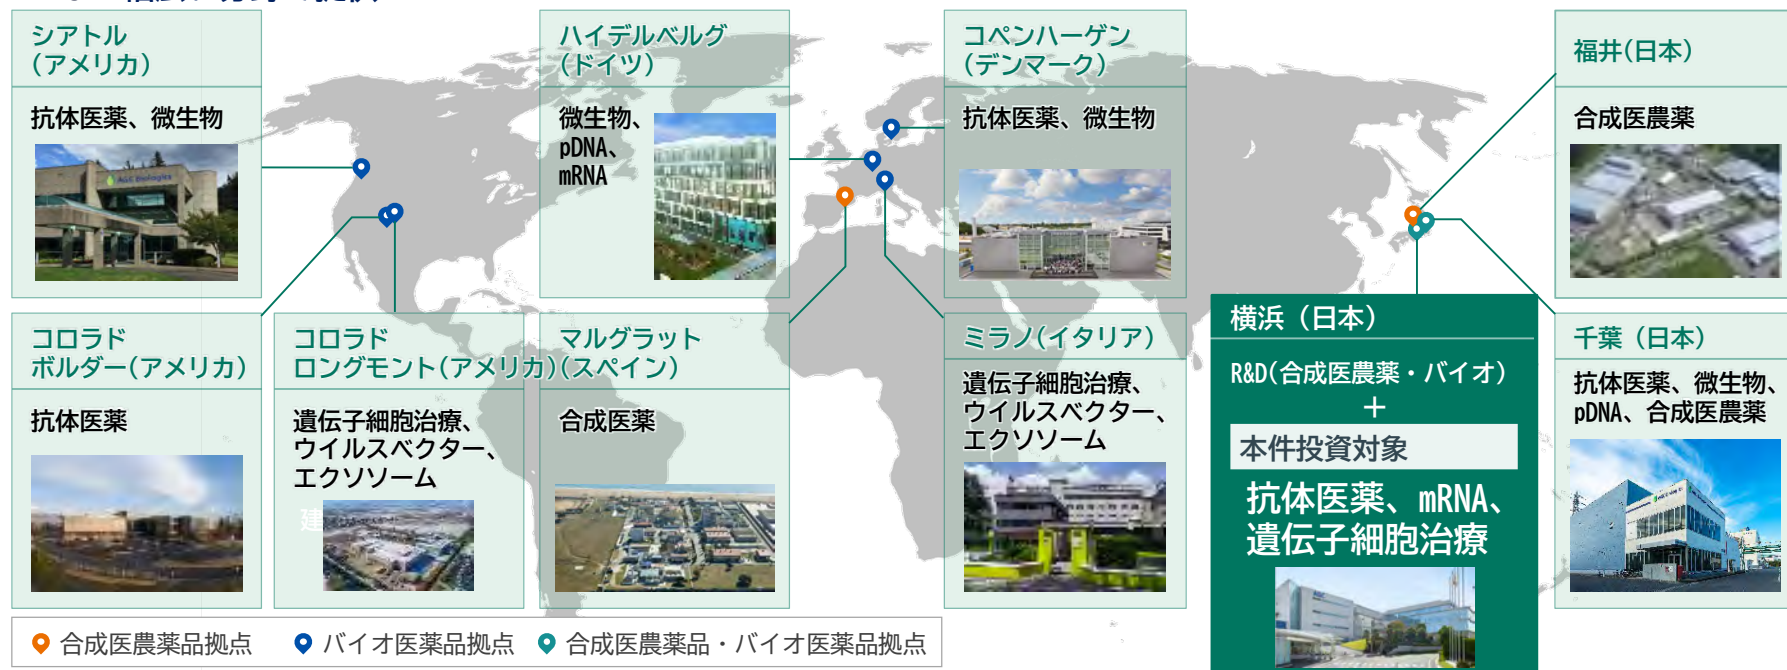 シアトル
(アメリカ)
抗体医薬、微生物
AGC Biologics
ハイデルベルグ
(ドイツ)
微生物、
pDNA、
mRNA
コペンハーゲン
(デンマーク)
抗体医薬、微生物
福井(日本)
合成医農薬
コロラド
ボルダー(アメリカ)
抗体医薬
コロラド
ロングモント(アメリカ)
遺伝子細胞治療、
ウイルスベクター、
エクソソーム
建
マルグラット
(スペイン)
合成医薬
ミラノ(イタリア)
遺伝子細胞治療、
ウイルスベクター、
エクソソーム
横浜（日本）
R&D(合成医農薬・バイオ)
＋
本件投資対象
抗体医薬、mRNA、
遺伝子細胞治療
AGC
千葉（日本）
抗体医薬、微生物、
pDNA、合成医農薬
合成医農薬品拠点
バイオ医薬品拠点
合成医農薬品・バイオ医薬品拠点